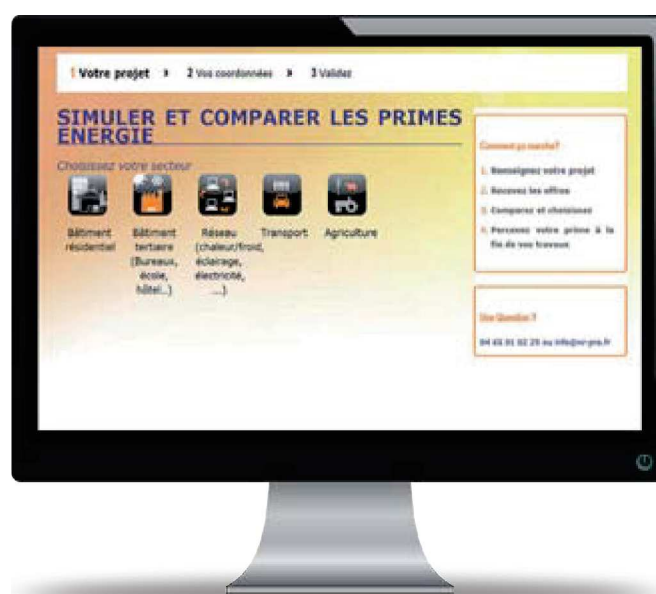 1 Votre projet > 2 Vos coordonnées > 3 Validez
SIMULER ET COMPARER LES PRIMES
ENERGIE
Choisissez votre secteur
Bâtiment
résidentiel
Bâtiment
tertiaire
(Bureaux,
école,
hôtel...)
Réseau
(chaleur/froid,
éclairage,
électricité,
....)
Transport
Agriculture
Comment ça marche?
1. Renseignez votre projet
2. Recevez les offres
3. Comparez et choisissez
4. Percevez votre prime à la
fin de vos travaux
Une Question ?
ou